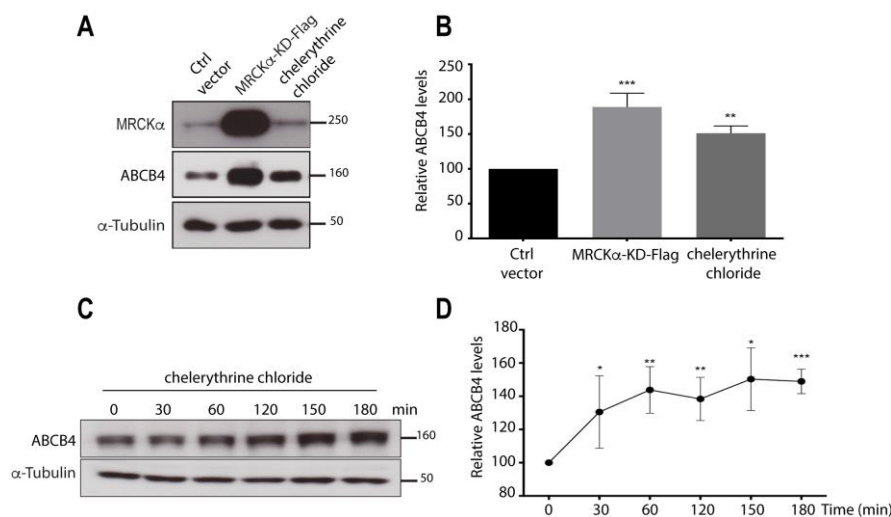 A
Ctrl
vector
MRCKα-KD-Flag
chelerythrine
chloride
MRCKα
250
ABCB4
160
α-Tubulin
50
B
Relative ABCB4 levels
250
200
150
100
50
0
***
**
Ctrl
vector
MRCKα-KD-Flag
chelerythrine
chloride
C
chelerythrine chloride
0 30 60 120 150 180 min
ABCB4
160
α-Tubulin
50
D
Relative ABCB4 levels
180
160
140
120
100
80
* ** ** * ***
0 30 60 120 150 180 Time (min)